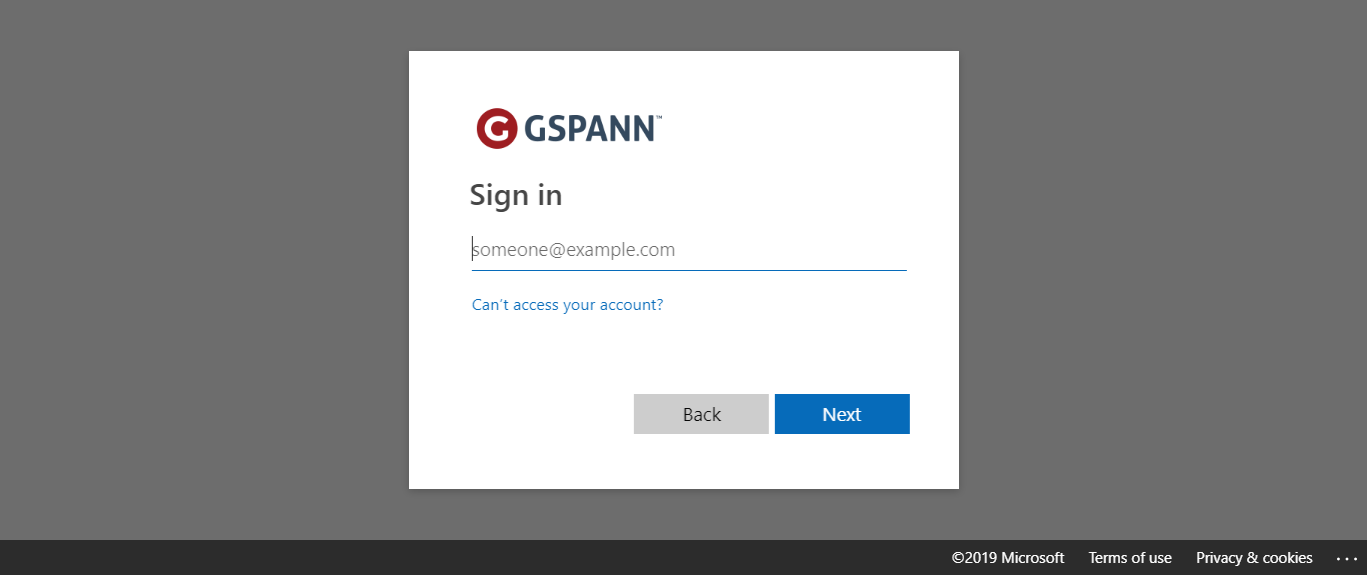 G GSPANN™
Sign in
someone@example.com
Can't access your account?
Back Next
©2019 Microsoft Terms of use Privacy & cookies ...